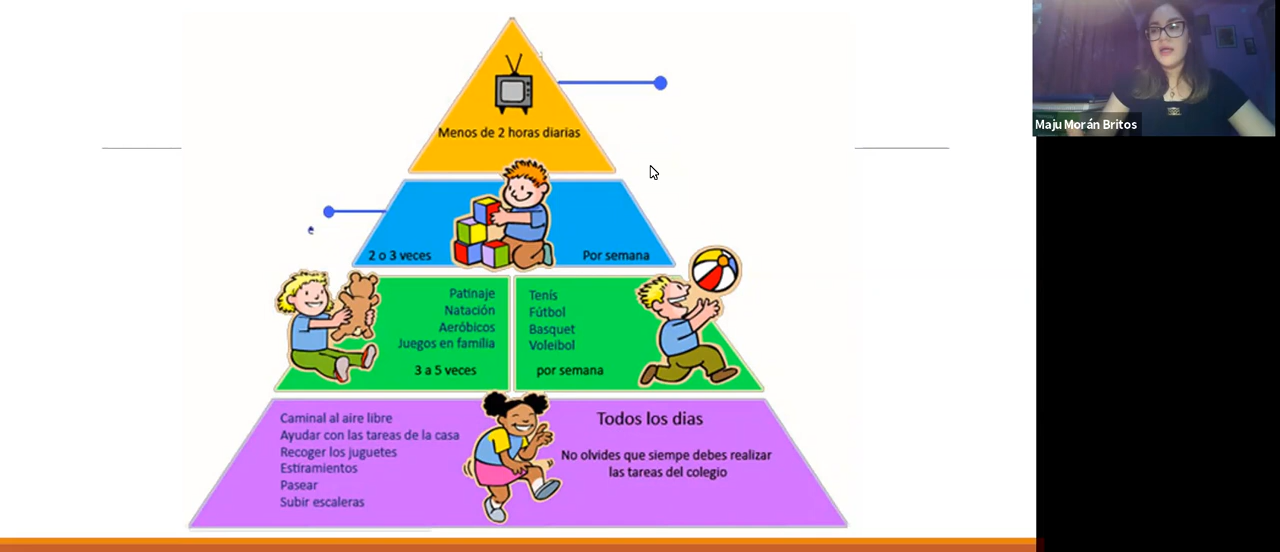 Maju Morán Britos
Menos de 2 horas diarias
2 o 3 veces
Por semana
Patinaje
Natación
Aeróbicos
Juegos en familia
3 a 5 veces
Tenís
Fútbol
Basquet
Voleibol
por semana
Caminal al aire libre
Ayudar con las tareas de la casa
Recoger los juguetes
Estiramientos
Pasear
Subir escaleras
Todos los dias
No olvides que siempe debes realizar
las tareas del colegio